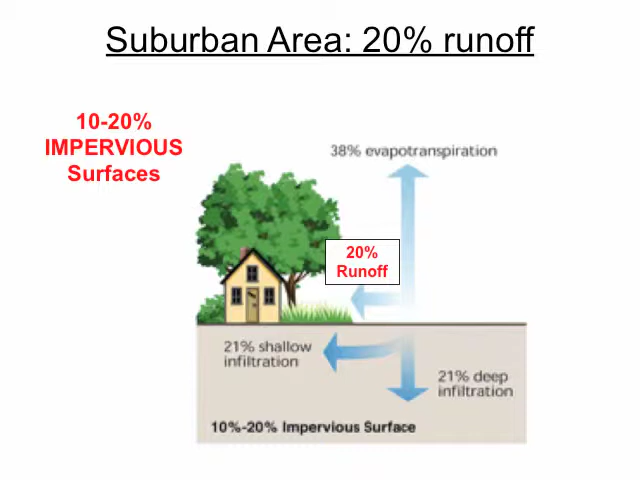 Suburban Area: 20% runoff
10-20%
IMPERVIOUS
Surfaces
38% evapotranspiration
20%
Runoff
21% shallow
infiltration
21% deep
infiltration
10%-20% Impervious Surface